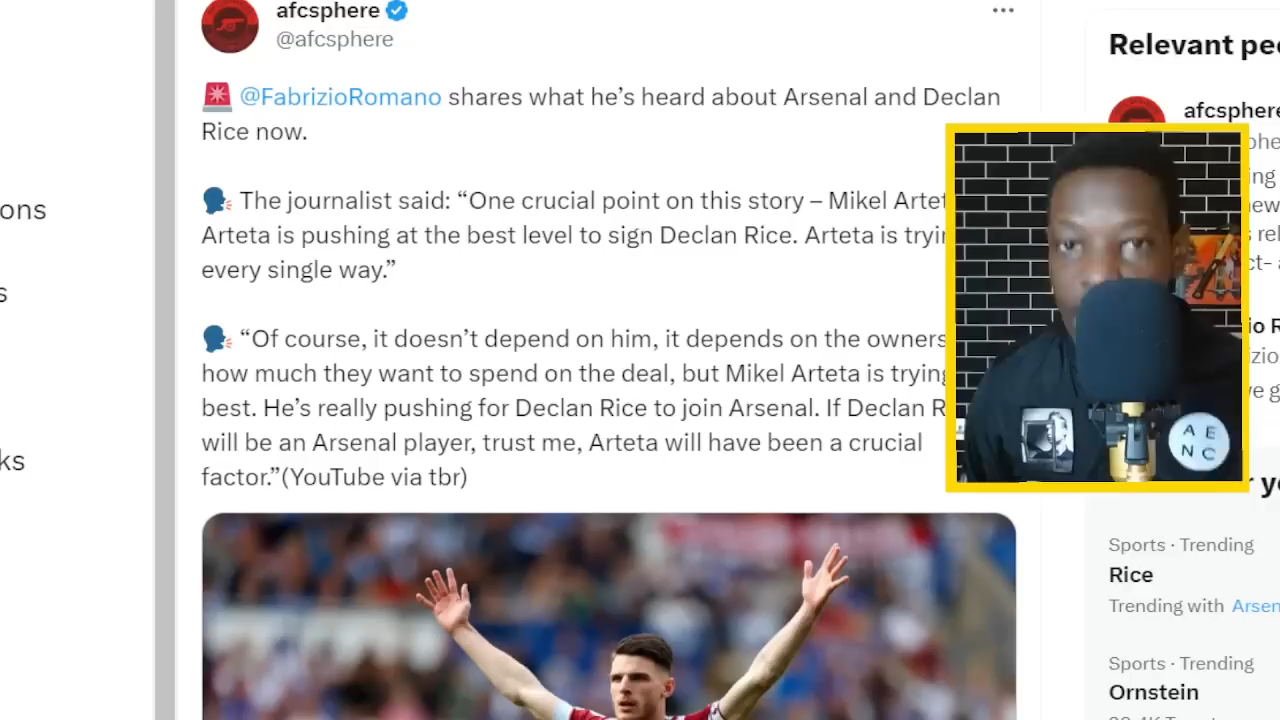 afcsphere
@afcsphere
@FabrizioRomano shares what he’s heard about Arsenal and Declan
Rice now.
The journalist said: “One crucial point on this story – Mikel Artet
Arteta is pushing at the best level to sign Declan Rice. Arteta is tryin
every single way.”
“Of course, it doesn’t depend on him, it depends on the owners
how much they want to spend on the deal, but Mikel Arteta is trying
best. He’s really pushing for Declan Rice to join Arsenal. If Declan R
will be an Arsenal player, trust me, Arteta will have been a crucial
factor.”(YouTube via tbr)
ons
s
ks
Relevant peo
afcsphere
A E
N C
Sports · Trending
Rice
Trending with Arsen
Sports · Trending
Ornstein